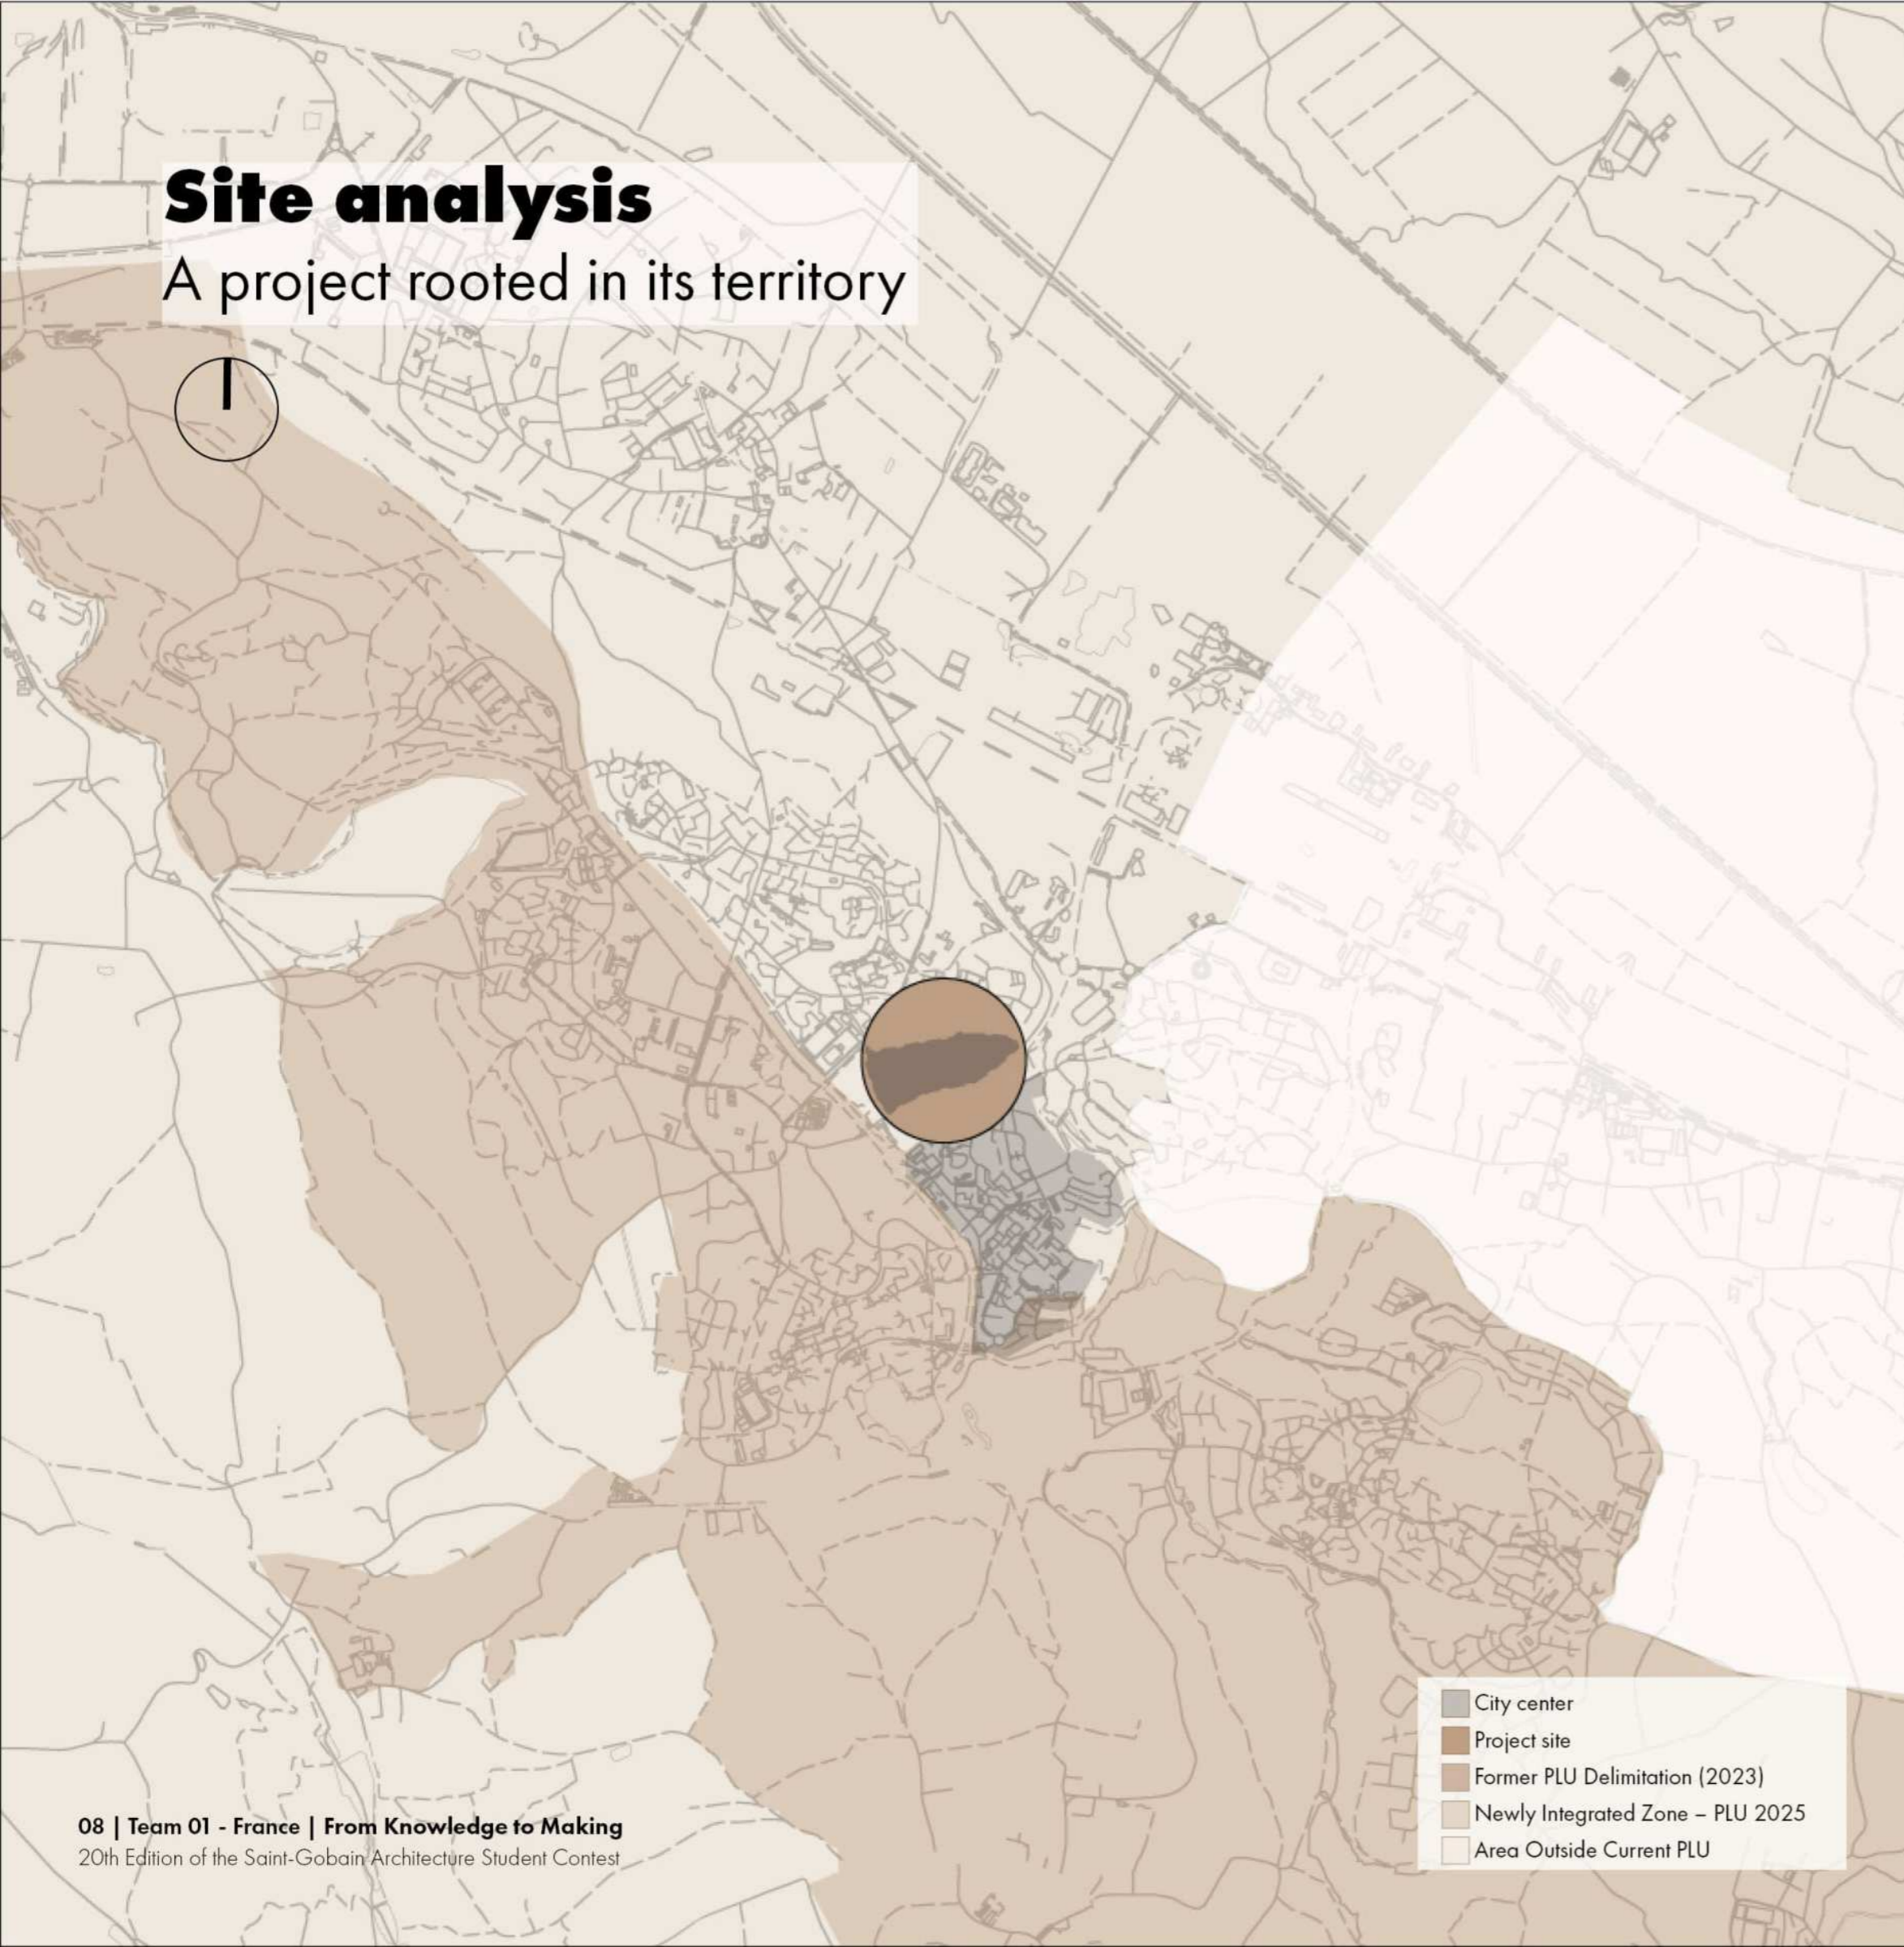 Site analysis
A project rooted in its territory
City center
Project site
Former PLU Delimitation (2023)
Newly Integrated Zone – PLU 2025
Area Outside Current PLU
08 | Team 01 - France | From Knowledge to Making
20th Edition of the Saint-Gobain Architecture Student Contest